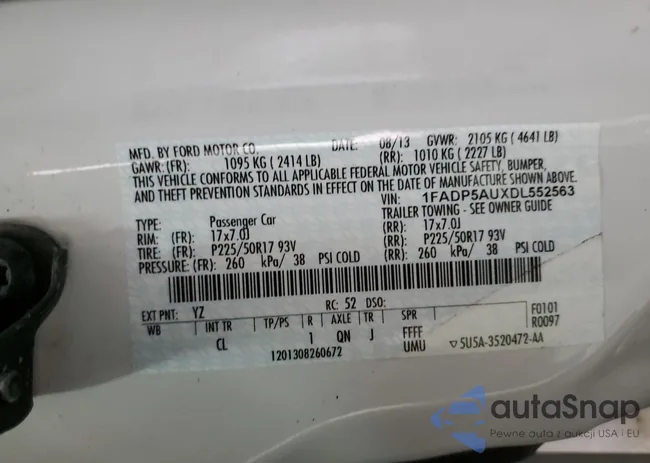 MFD. BY FORD MOTOR CO.
DATE: 08/13 GVWR: 2105 KG ( 4641 LB)
GAWR: (FR): 1095 KG ( 2414 LB) (RR): 1010 KG ( 2227 LB)
THIS VEHICLE CONFORMS TO ALL APPLICABLE FEDERAL MOTOR VEHICLE SAFETY, BUMPER,
AND THEFT PREVENTION STANDARDS IN EFFECT ON THE DATE OF MANUFACTURE SHOWN ABOVE.
VIN: 1FADP5AUXDL552563
TYPE: Passenger Car TRAILER TOWING - SEE OWNER GUIDE
RIM: (FR): 17x7.0J (RR): 17x7.0J
TIRE: (FR): P225/50R17 93V (RR): P225/50R17 93V
PRESSURE: (FR): 260 kPa/ 38 PSI COLD (RR): 260 kPa/ 38 PSI COLD
EXT PNT: YZ RC: 52 DSO: F0101
WB INT TR TP/PS R AXLE TR SPR R0097
CL 1 QN J FFFF
UMU
1201308260672 ▽5U5A-3520472-AA
autaSnap
Pewne auta z aukcji USA i EU